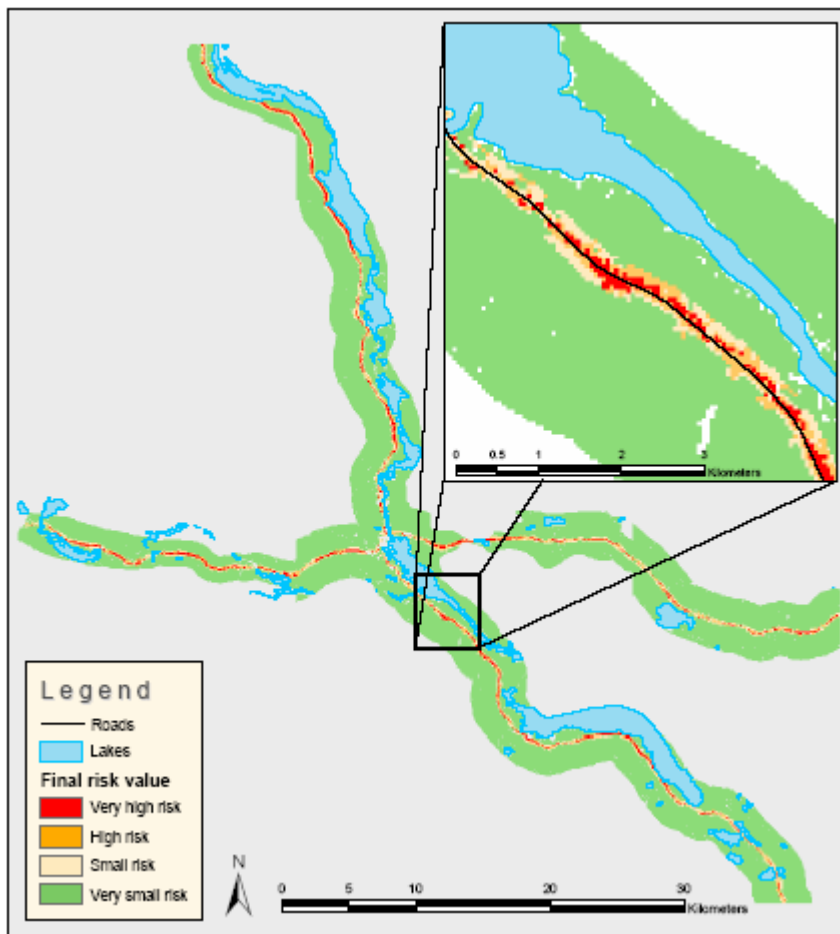 0 0.5 1 2 3
Kilometers
Legend
Roads
Lakes
Final risk value
Very high risk
High risk
Small risk
Very small risk
N
0 5 10 20 30
Kilometers